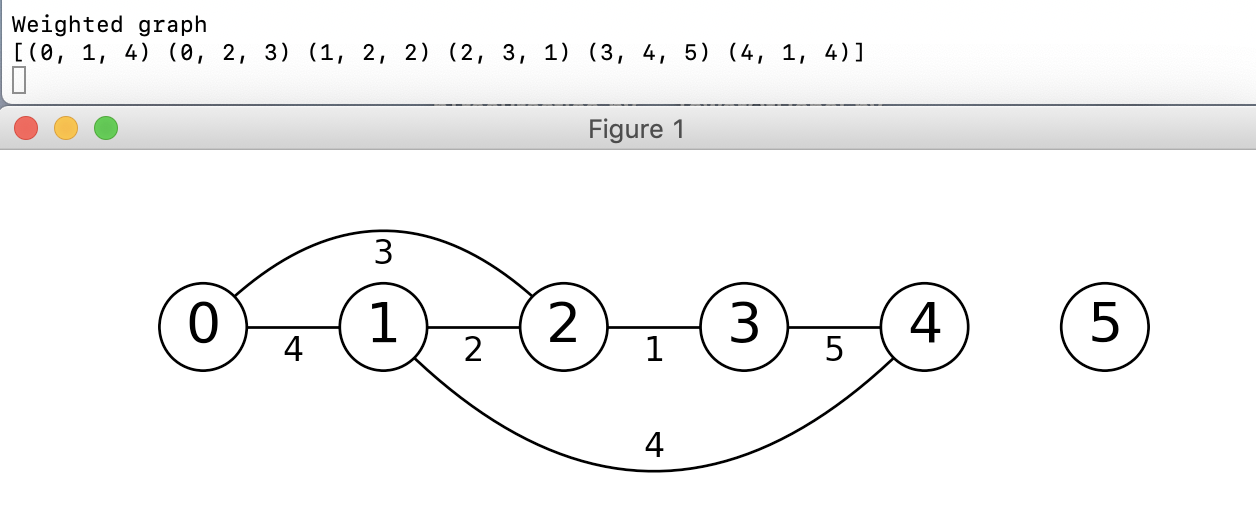 Weighted graph
[(0, 1, 4) (0, 2, 3) (1, 2, 2) (2, 3, 1) (3, 4, 5) (4, 1, 4)]
Figure 1
3
0 1 2 3 4 5
4 2 1 5
4